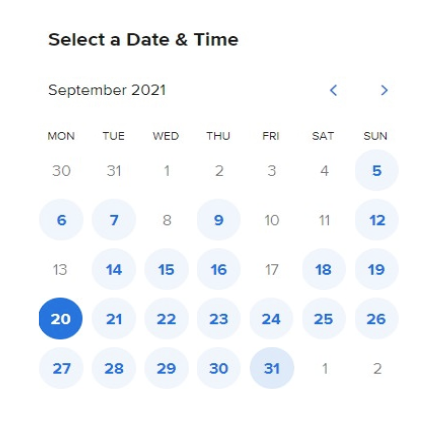 Select a Date & Time
September 2021
MON TUE WED THU FRI SAT SUN
30 31 1 2 3 4 5
6 7 8 9 10 11 12
13 14 15 16 17 18 19
20 21 22 23 24 25 26
27 28 29 30 31 1 2